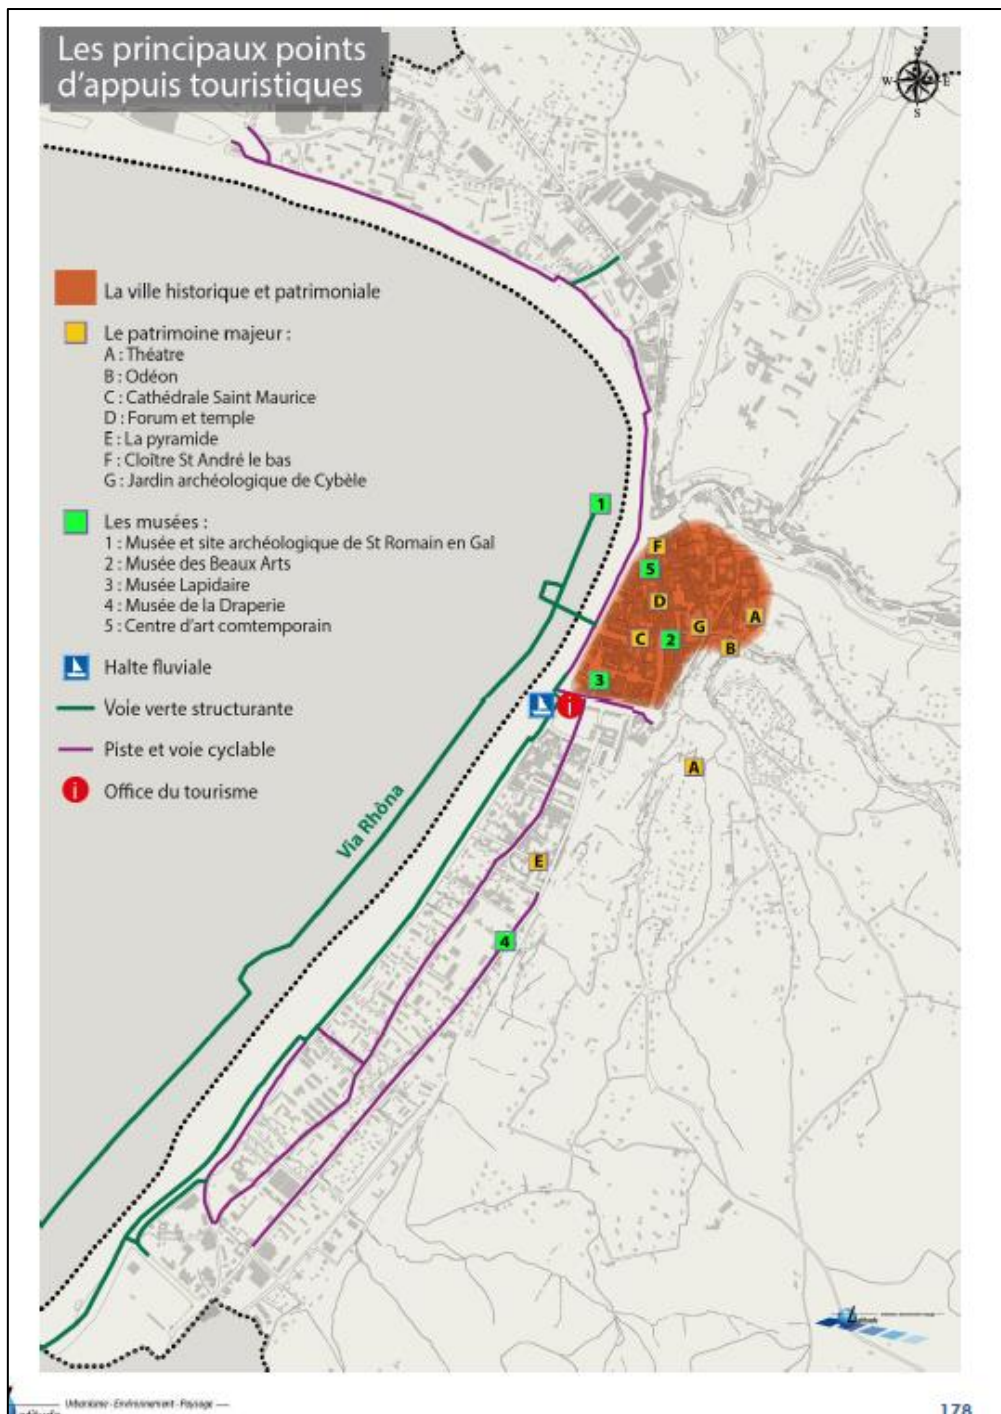 Les principaux points
d'appuis touristiques
W
E
S
La ville historique et patrimoniale
Le patrimoine majeur :
A : Théatre
B : Odéon
C : Cathédrale Saint Maurice
D : Forum et temple
E : La pyramide
F : Cloître St André le bas
G : Jardin archéologique de Cybèle
Les musées :
1 : Musée et site archéologique de St Romain en Gal
2 : Musée des Beaux Arts
3 : Musée Lapidaire
4 : Musée de la Draperie
5 : Centre d'art comtemporain
Halte fluviale
Voie verte structurante
Piste et voie cyclable
i Office du tourisme
1
F
5
D
A
G
C
2
B
3
i
A
Via Rhôna
E
4
Urbanisme - Environnement - Paysage
178